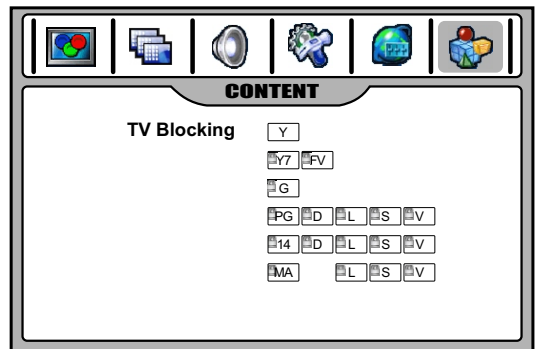 CONTENT
TV Blocking Y
Y7 FV
G
PG D L S V
14 D L S V
MA L S V